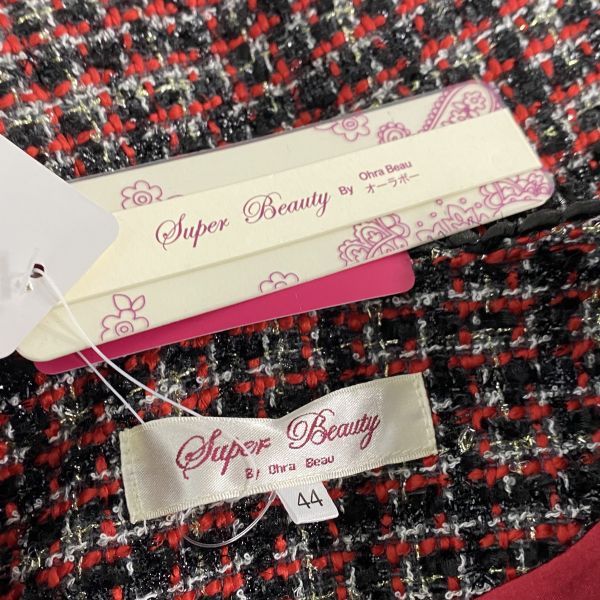 Super Beauty By Ohra Beau
オーラボー
Super Beauty
By Ohra Beau
44